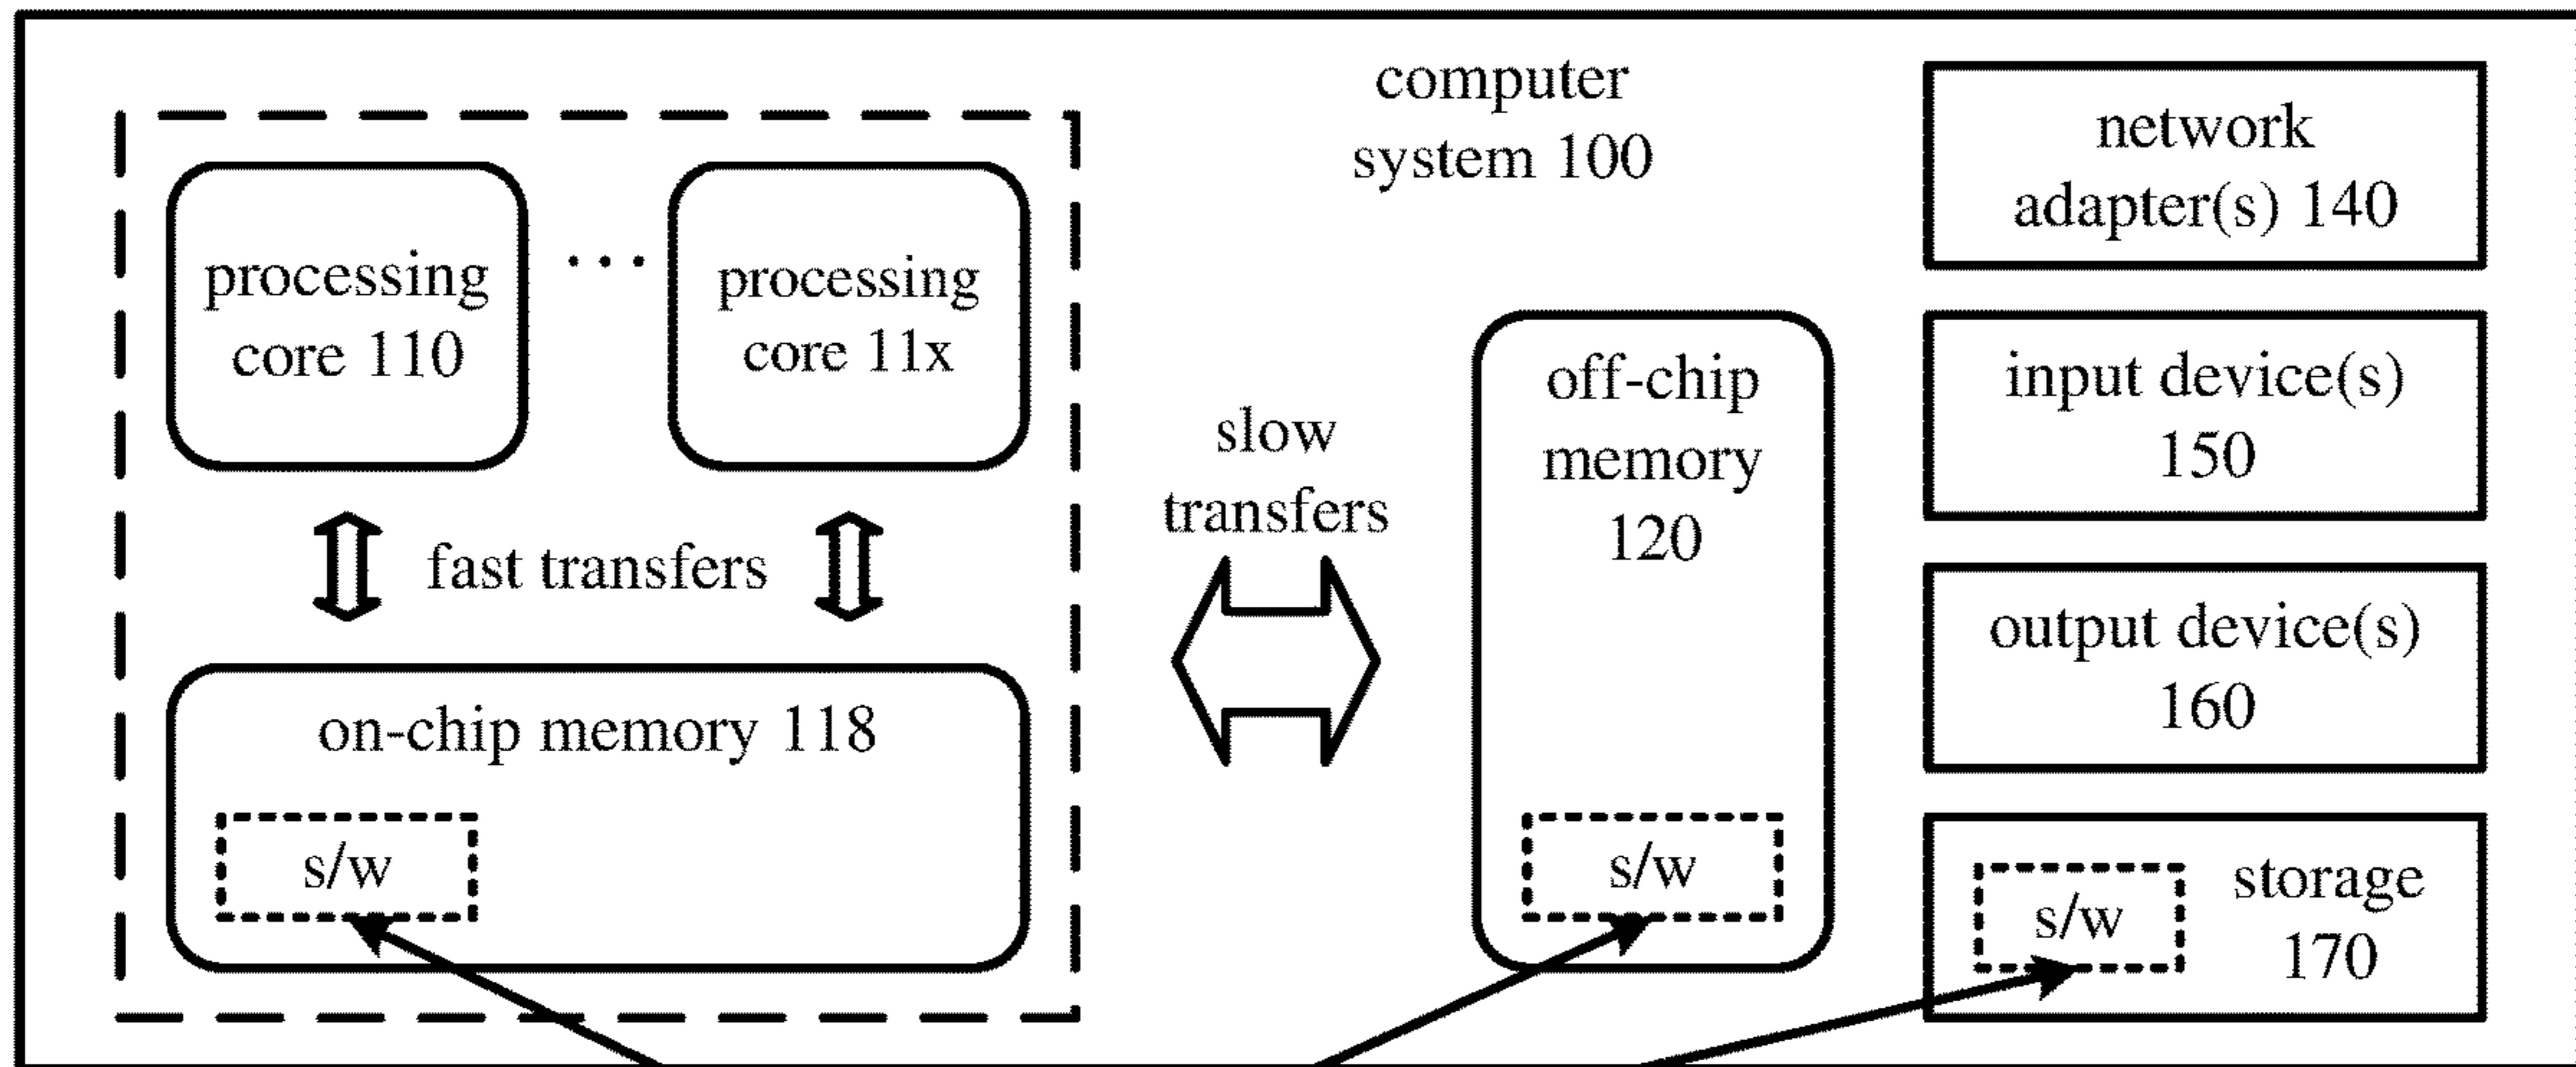 computer
system 100
processing
core 110
...
processing
core 11x
fast transfers
on-chip memory 118
s/w
slow
transfers
off-chip
memory
120
s/w
network
adapter(s) 140
input device(s)
150
output device(s)
160
storage
170
s/w